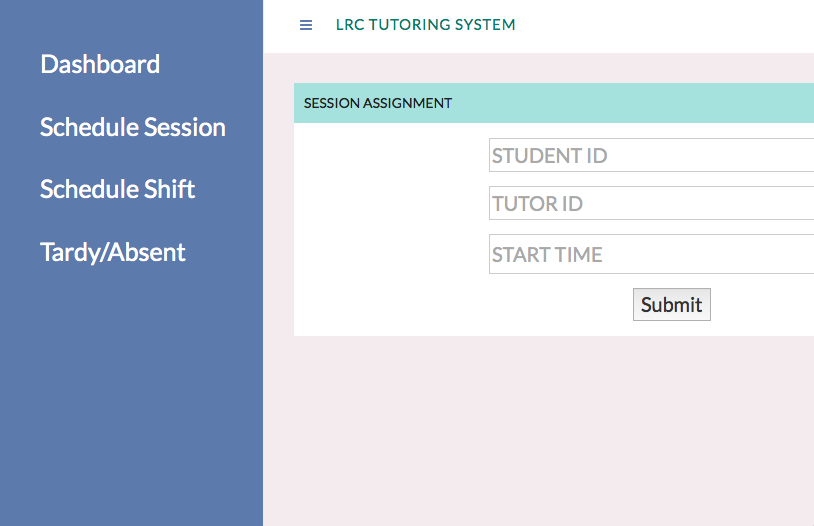 Dashboard
Schedule Session
Schedule Shift
Tardy/Absent
LRC TUTORING SYSTEM
SESSION ASSIGNMENT
STUDENT ID
TUTOR ID
START TIME
Submit